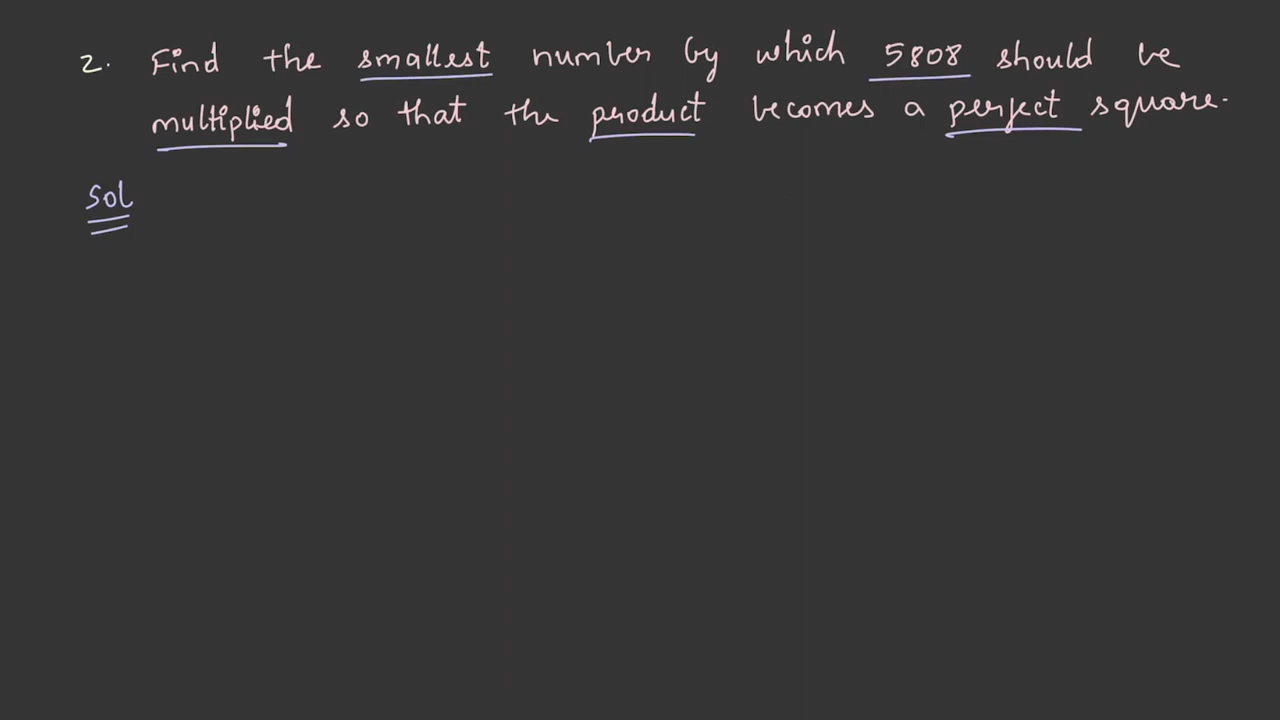 2. Find the smallest number by which 5808 should be
multiplied so that the product becomes a perfect square.
Sol